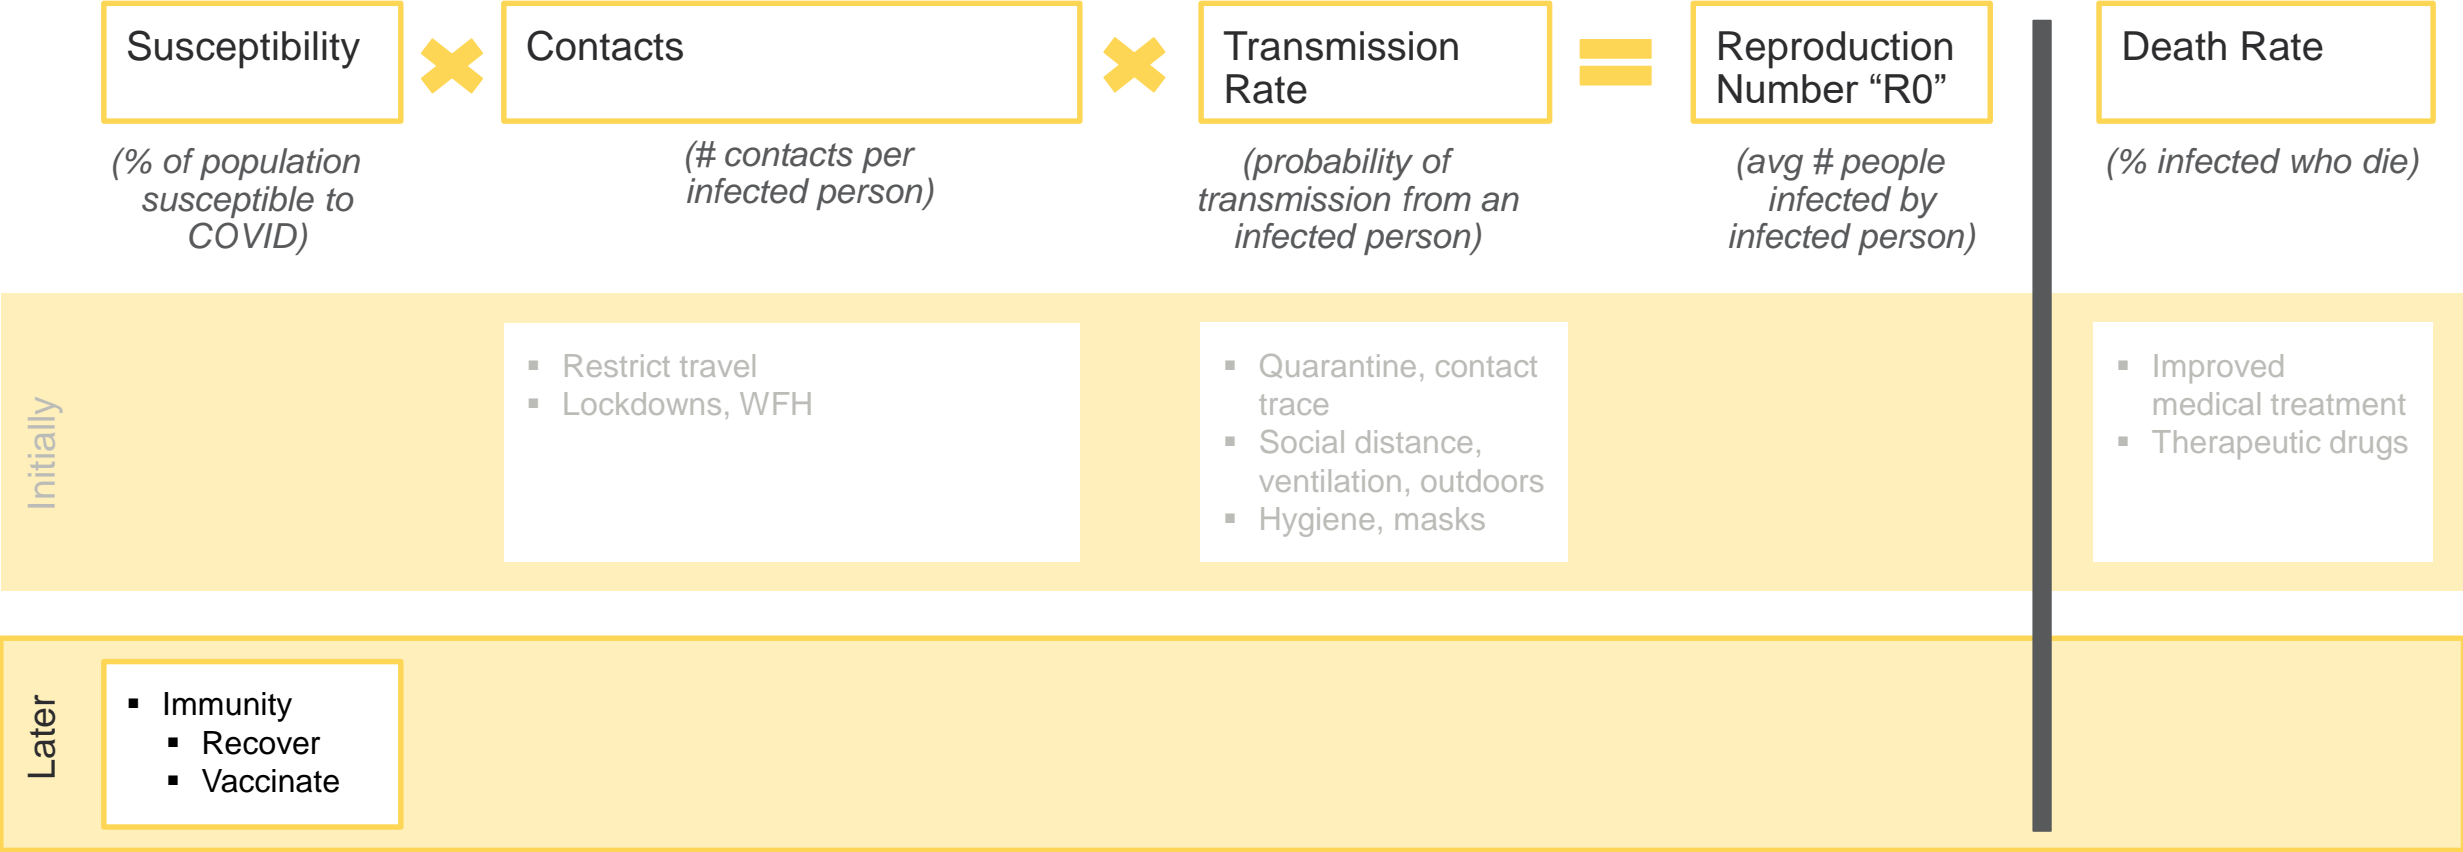 Susceptibility
Contacts
Transmission
Rate
Reproduction
Number “R0”
Death Rate
(% of population
susceptible to
COVID)
(# contacts per
infected person)
(probability of
transmission from an
infected person)
(avg # people
infected by
infected person)
(% infected who die)
Initially
▪ Restrict travel
▪ Lockdowns, WFH
▪ Quarantine, contact
trace
▪ Social distance,
ventilation, outdoors
▪ Hygiene, masks
▪ Improved
medical treatment
▪ Therapeutic drugs
Later
▪ Immunity
▪ Recover
▪ Vaccinate